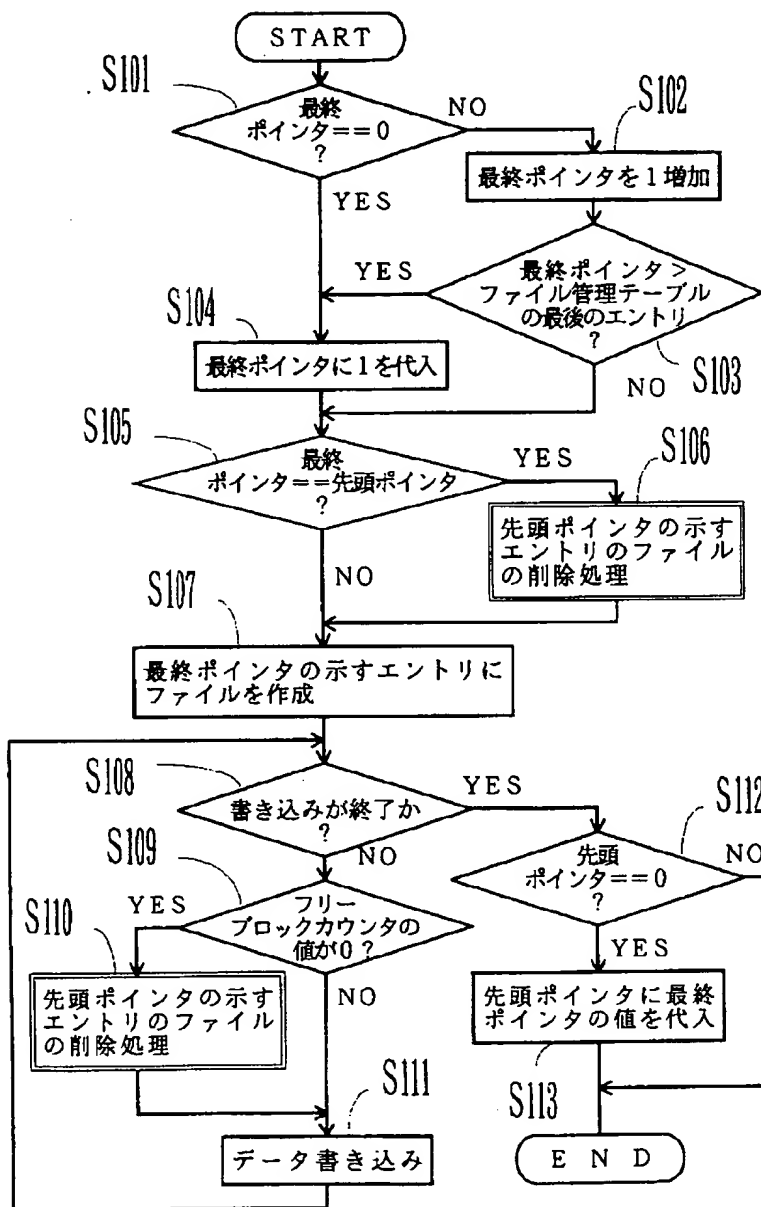 START
S101
最終
ポインタ==0
?
NO
S102
最終ポインタを1増加
YES
YES
最終ポインタ>
ファイル管理テーブル
の最後のエントリ
?
S103
NO
S104
最終ポインタに1を代入
S105
最終
ポインタ==先頭ポインタ
?
YES
S106
先頭ポインタの示す
エントリのファイル
の削除処理
NO
S107
最終ポインタの示すエントリに
ファイルを作成
S108
書き込みが終了か
?
YES
NO
S112
先頭
ポインタ==0
?
NO
YES
S109
フリー
ブロックカウンタの
値が0?
YES
NO
S110
先頭ポインタの示す
エントリのファイル
の削除処理
先頭ポインタに最終
ポインタの値を代入
S113
S111
データ書き込み
END